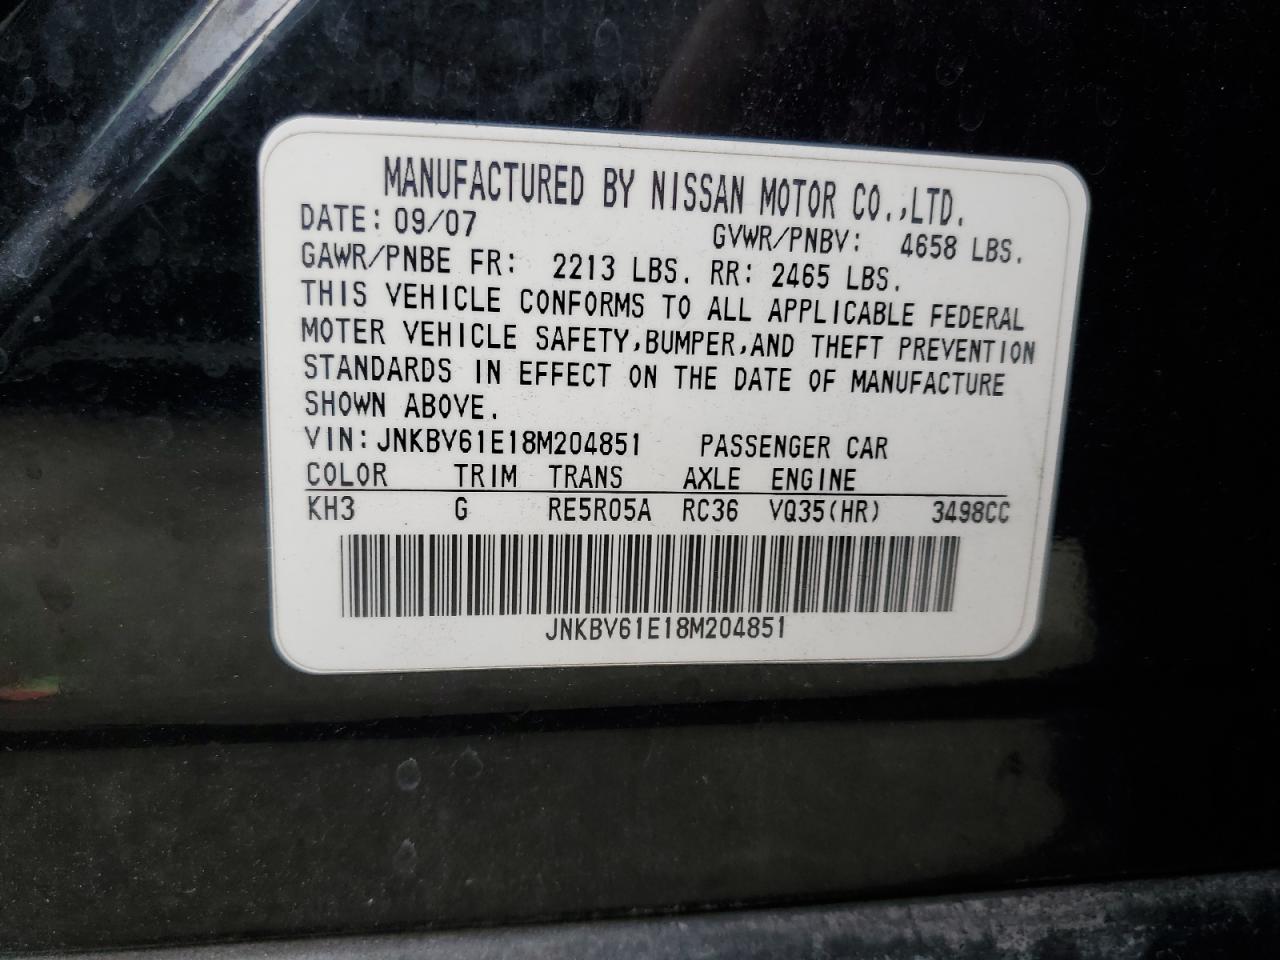 MANUFACTURED BY NISSAN MOTOR CO.,LTD.
DATE: 09/07 GVWR/PNBV: 4658 LBS.
GAWR/PNBE FR: 2213 LBS. RR: 2465 LBS.
THIS VEHICLE CONFORMS TO ALL APPLICABLE FEDERAL
MOTER VEHICLE SAFETY,BUMPER,AND THEFT PREVENTION
STANDARDS IN EFFECT ON THE DATE OF MANUFACTURE
SHOWN ABOVE.
VIN:JNKBV61E18M204851 PASSENGER CAR
COLOR TRIM TRANS AXLE ENGINE
KH3 G RE5R05A RC36 VQ35(HR) 3498CC
JNKBV61E18M204851